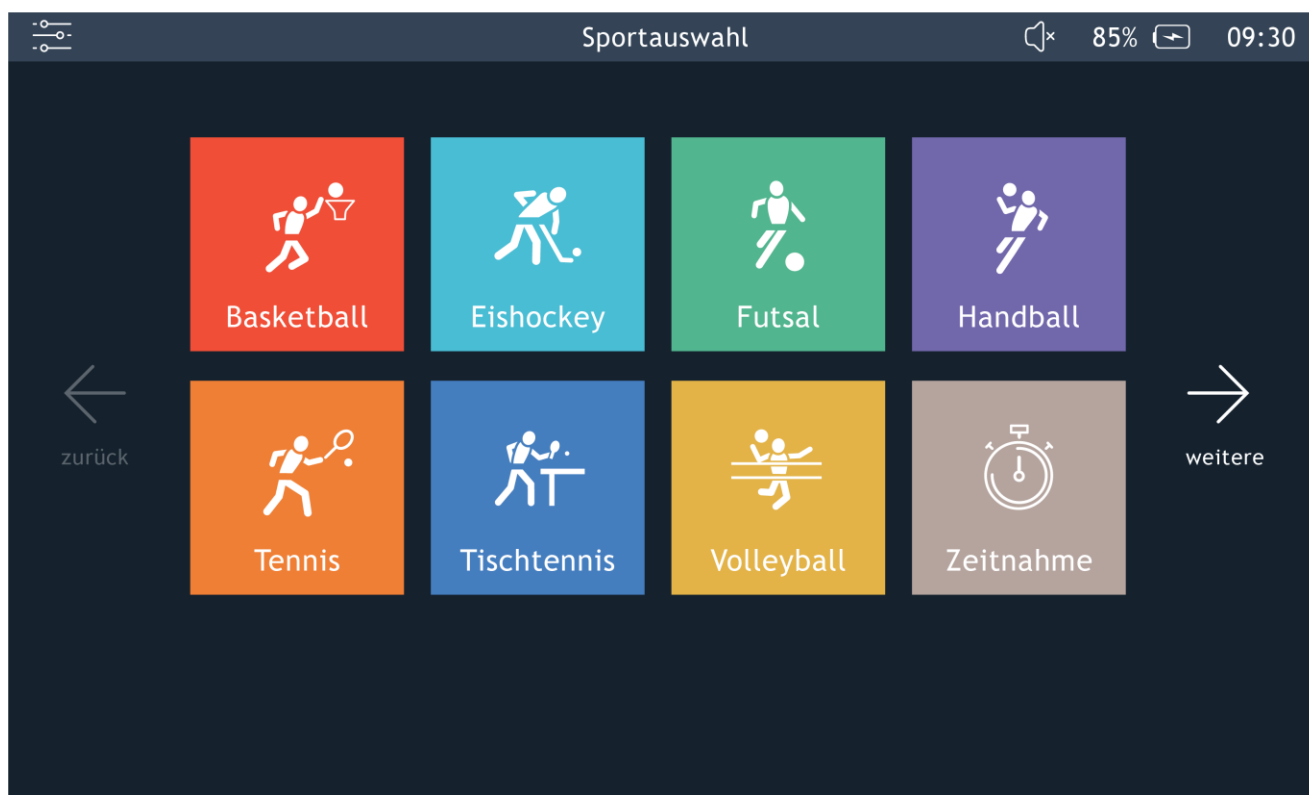 Sportauswahl
85%
09:30
Basketball
Eishockey
Futsal
Handball
zurück
weitere
Tennis
Tischtennis
Volleyball
Zeitnahme